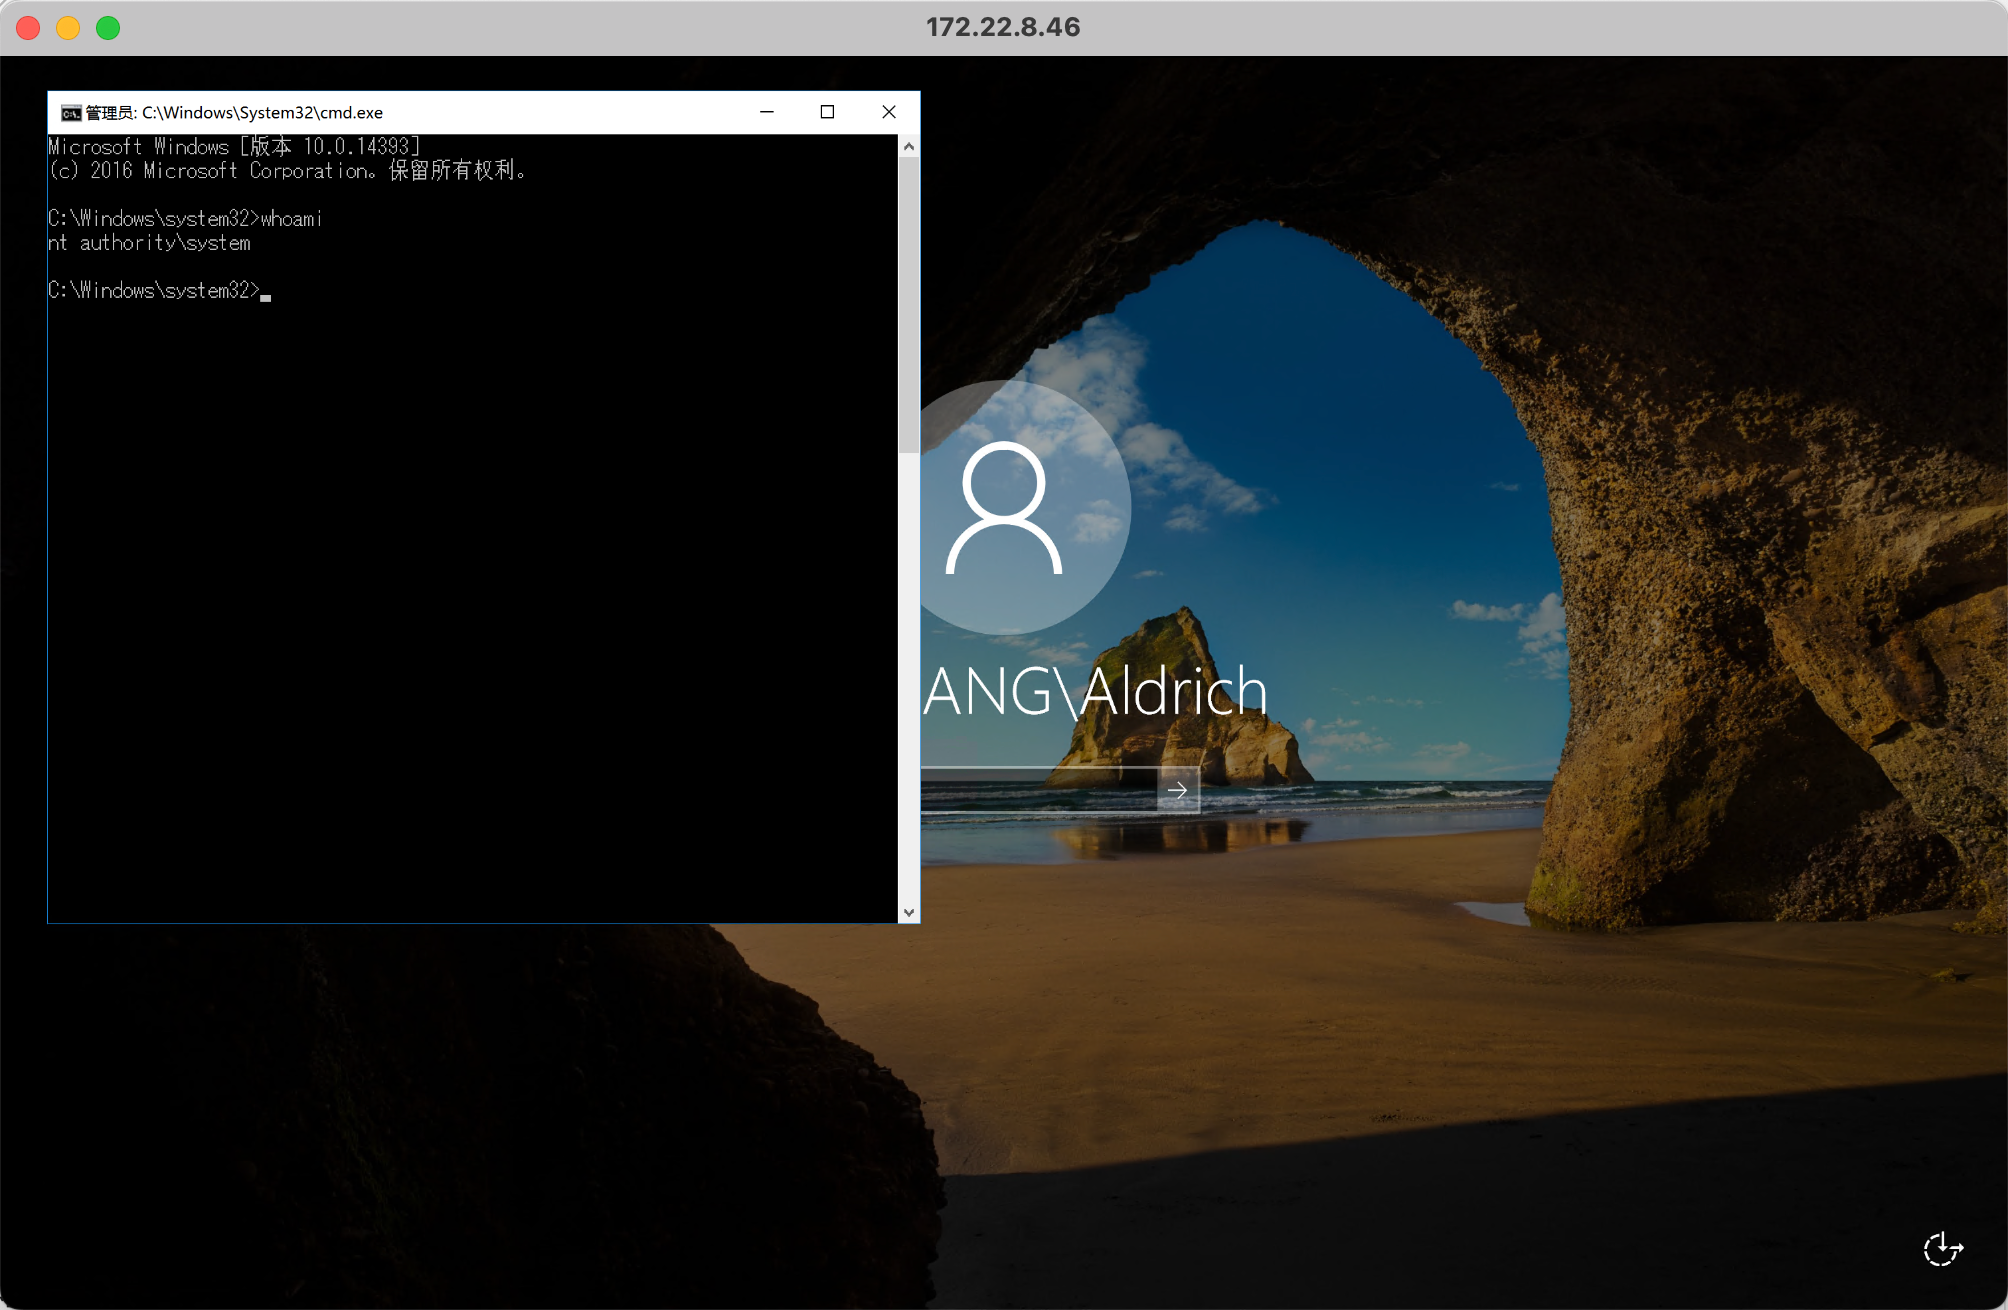 172.22.8.46
管理员: C:\Windows\System32\cmd.exe
Microsoft Windows [版本 10.0.14393]
(c) 2016 Microsoft Corporation。保留所有权利。
C:\Windows\system32>whoami
nt authority\system
C:\Windows\system32>
ANG\Aldrich